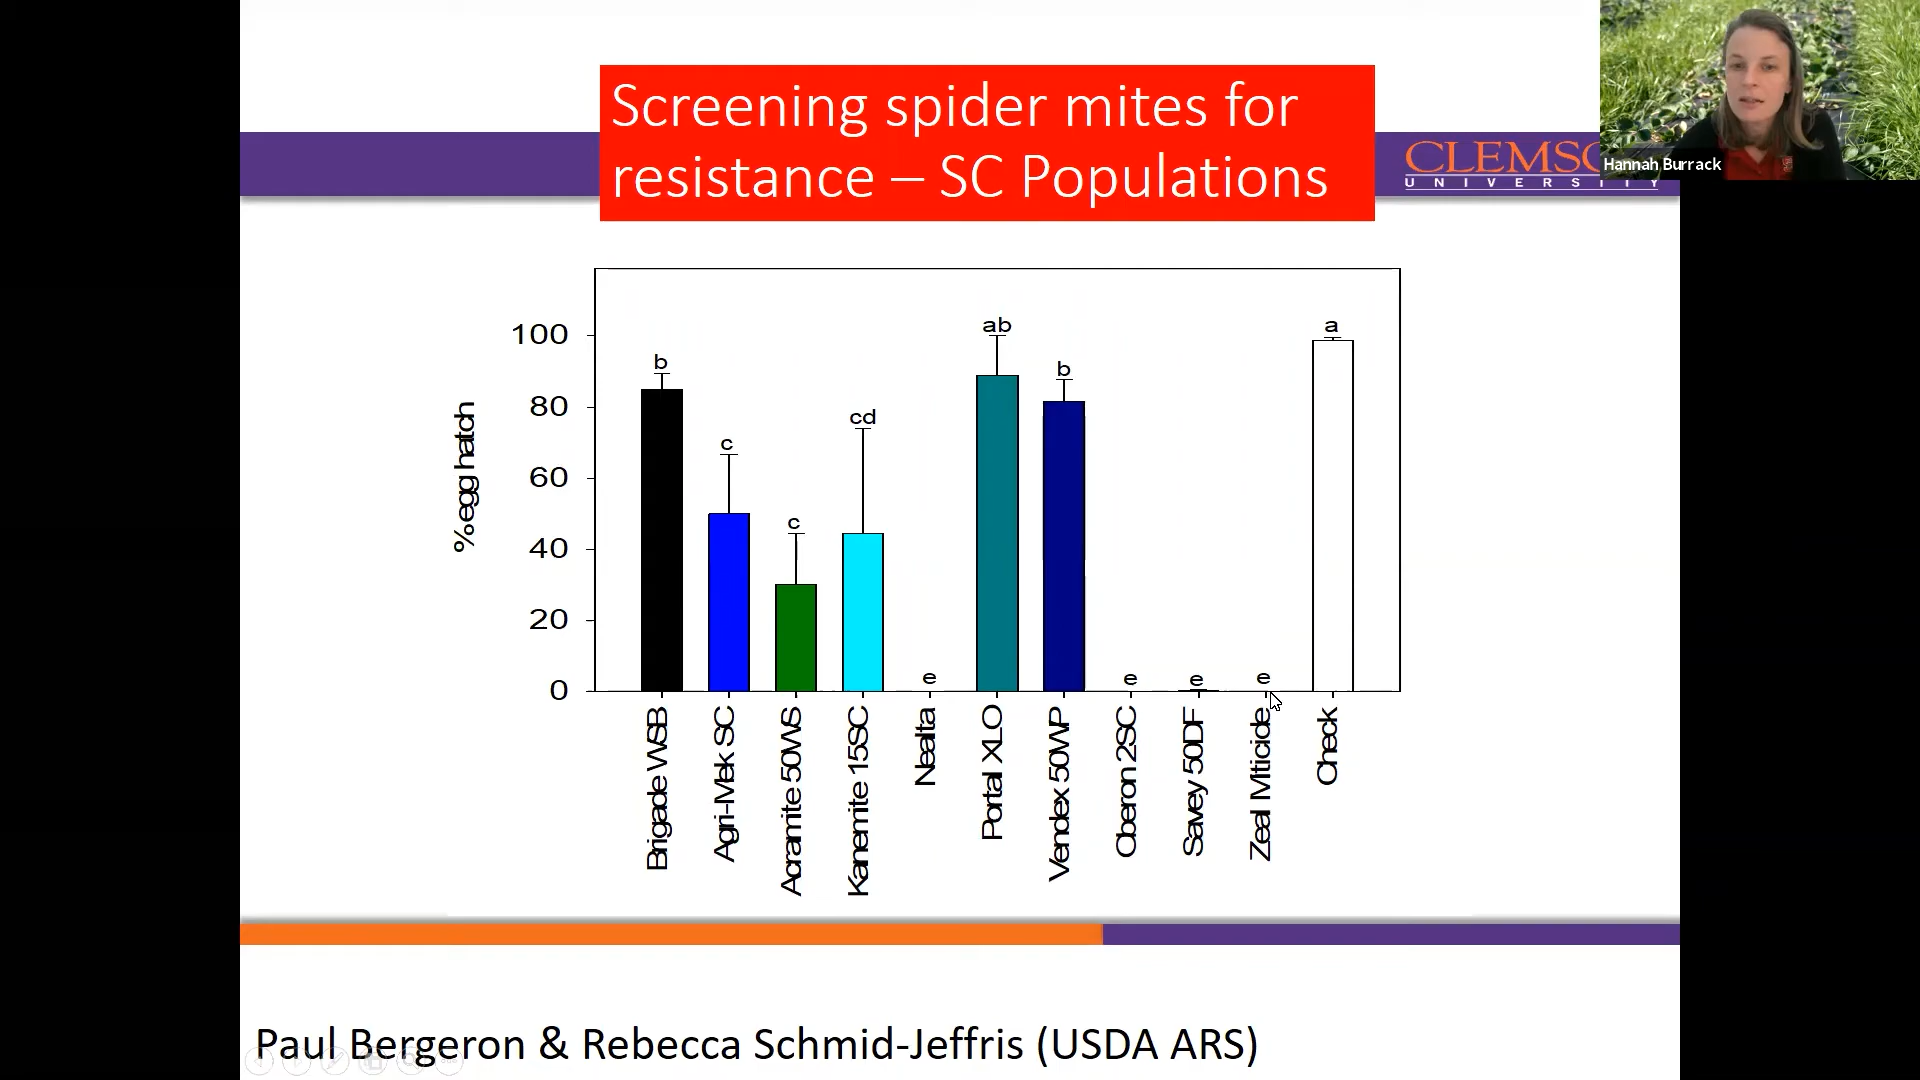 Screening spider mites for
resistance – SC Populations
UNIVERSITY
Hannah Burrack
% egg hatch
100
80
60
40
20
0
b
c
c
cd
e
ab
b
e
e
e
a
Brigade WSB
Agri-Mek SC
Acramite 50WS
Kanemite 15SC
Nealta
Portal XLO
Vendex 50WP
Oberon 2SC
Savey 50DF
Zeal Miticide
Check
Paul Bergeron & Rebecca Schmid-Jeffris (USDA ARS)